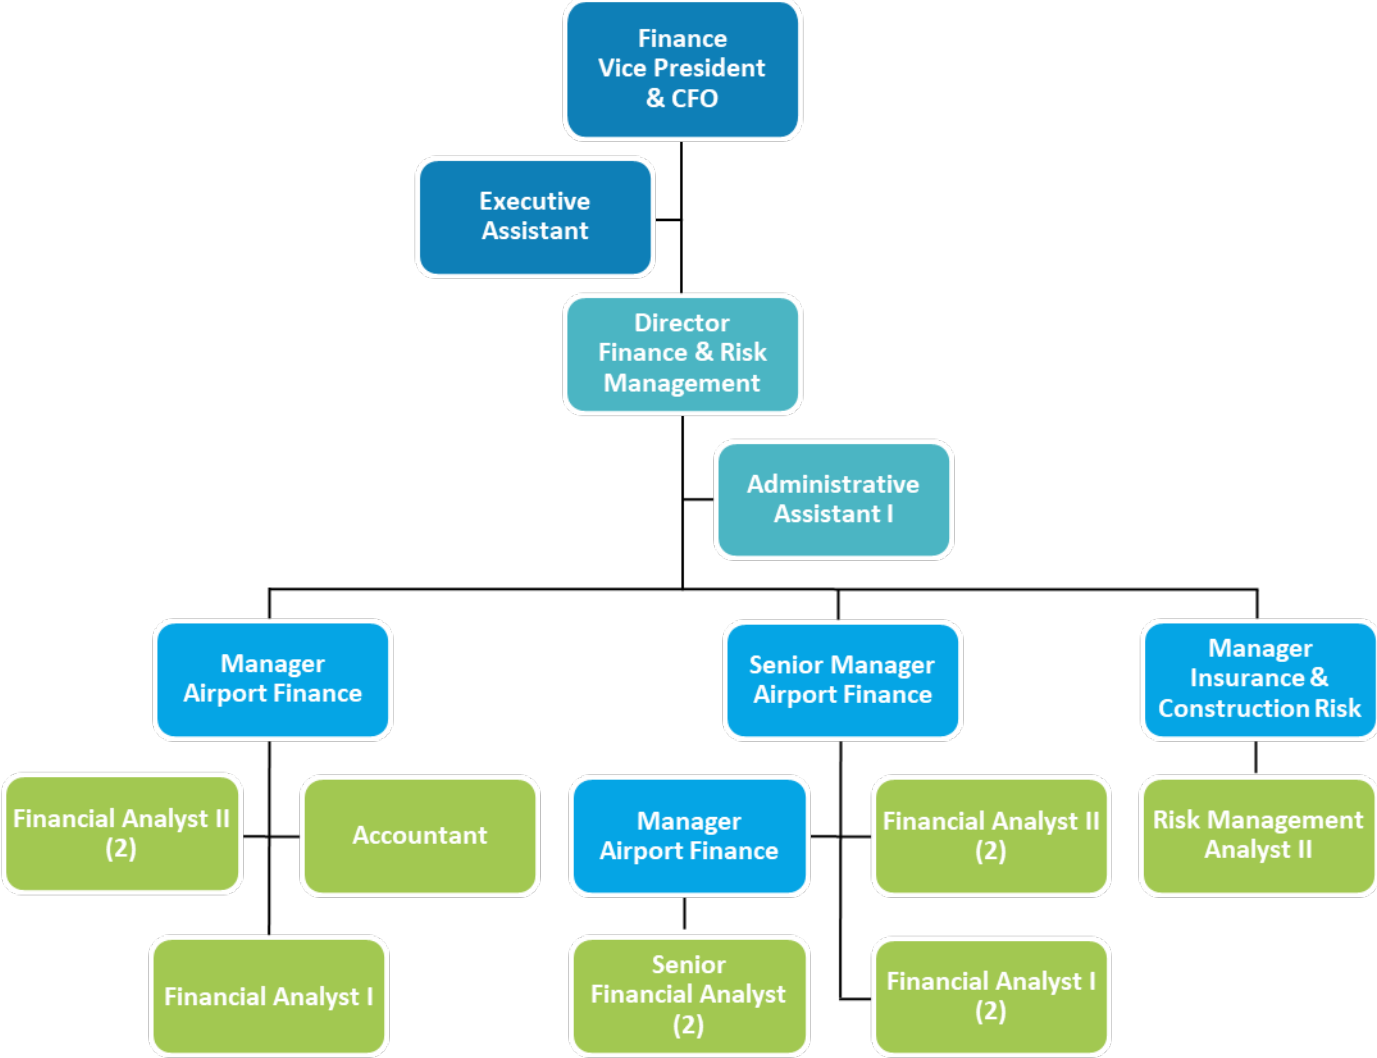 Finance
Vice President
& CFO
Executive
Assistant
Director
Finance & Risk
Management
Administrative
Assistant I
Manager
Airport Finance
Senior Manager
Airport Finance
Manager
Insurance &
Construction Risk
Financial Analyst II
(2)
Accountant
Manager
Airport Finance
Financial Analyst II
(2)
Risk Management
Analyst II
Financial Analyst I
Senior
Financial Analyst
(2)
Financial Analyst I
(2)